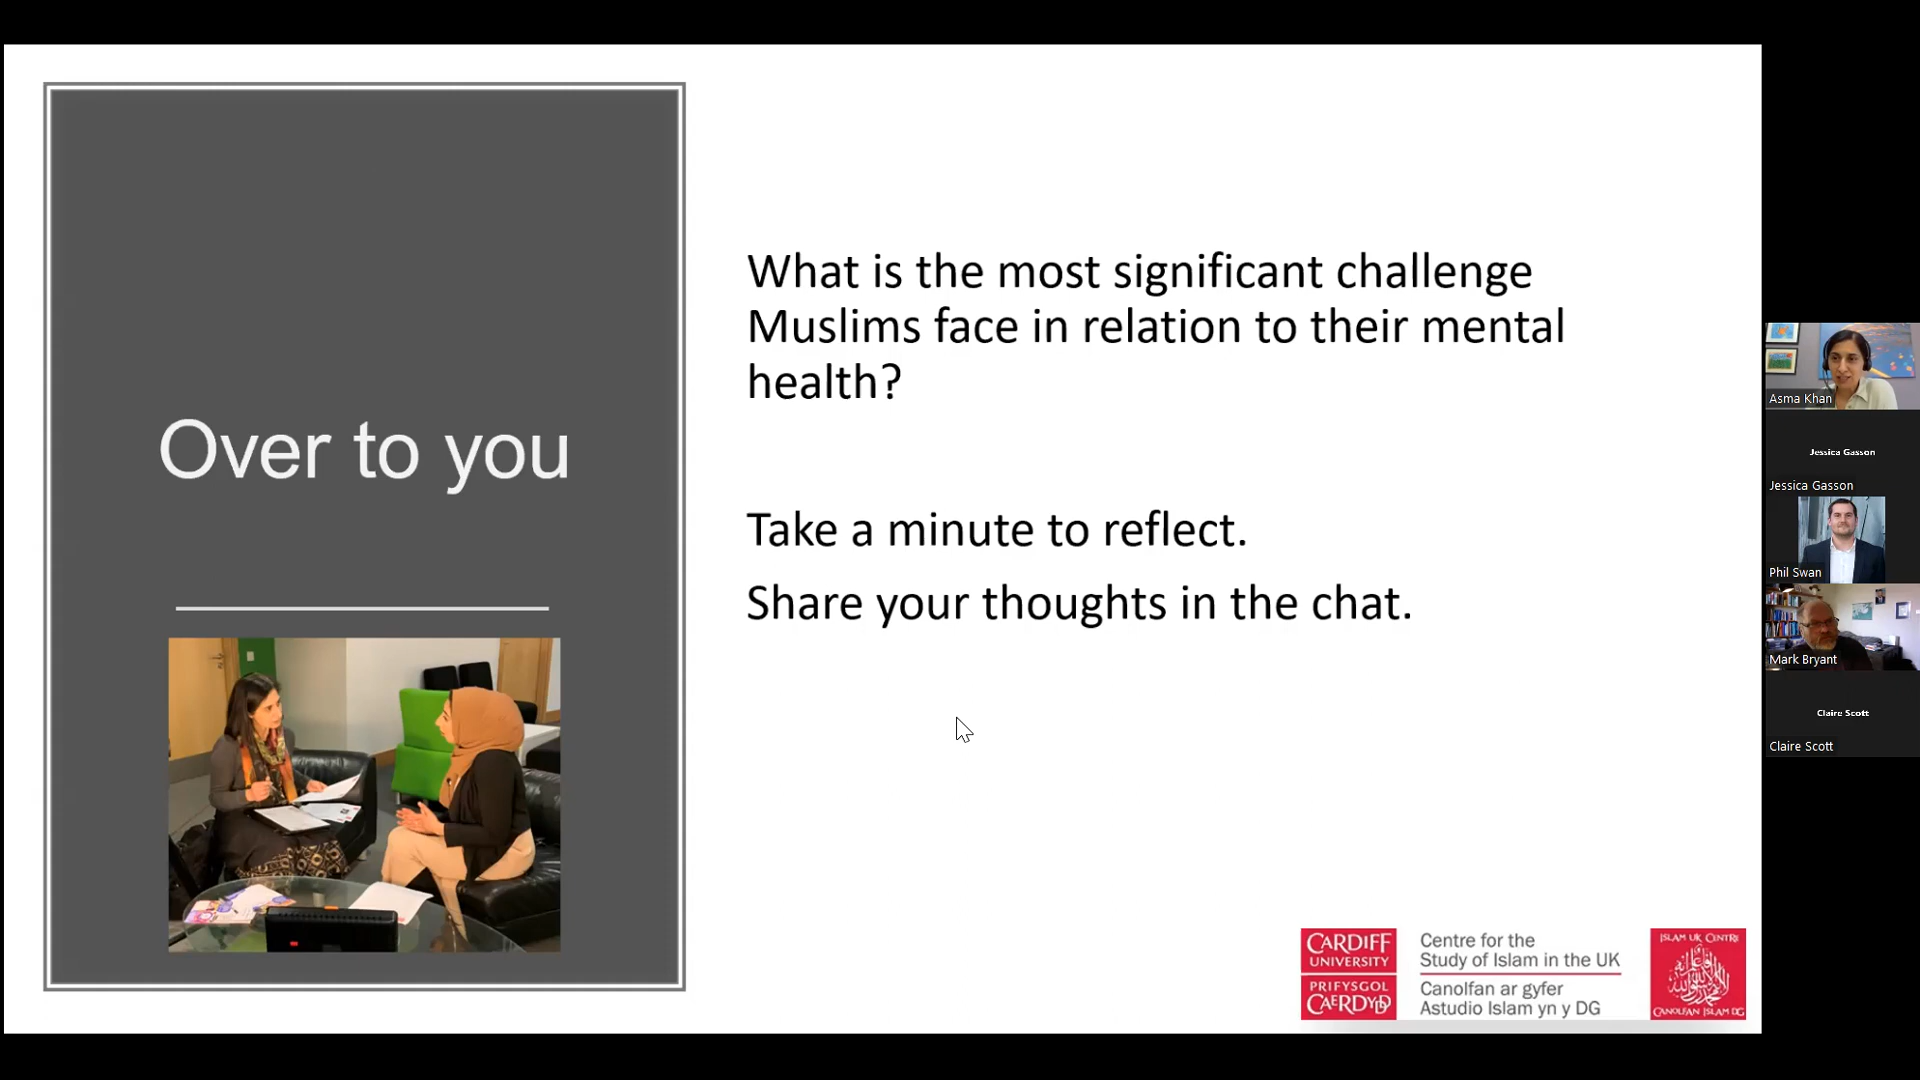 Over to you
What is the most significant challenge
Muslims face in relation to their mental
health?
Take a minute to reflect.
Share your thoughts in the chat.
CARDIFF
UNIVERSITY
PRIFYSGOL
CAERDYDD
Centre for the
Study of Islam in the UK
Canolfan ar gyfer
Astudio Islam yn y DG
ISLAM UK CENTRE
CANOLFAN ISLAM DG
Asma Khan
Jessica Gasson
Jessica Gasson
Phil Swan
Mark Bryant
Claire Scott
Claire Scott